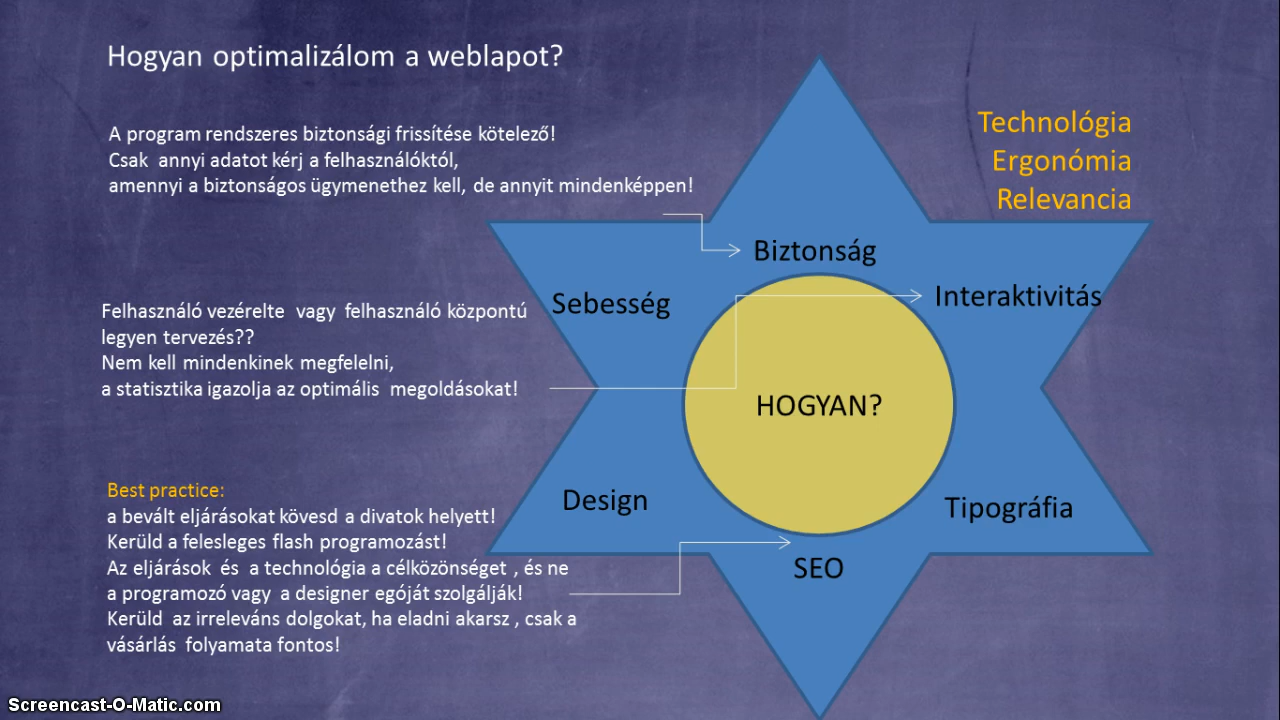 Hogyan optimalizálom a weblapot?
A program rendszeres biztonsági frissítése kötelező!
Csak annyi adatot kérj a felhasználóktól,
amennyi a biztonságos ügymenethez kell, de annyit mindenképpen!
Technológia
Ergonómia
Relevancia
Biztonság
Sebesség
Interaktivitás
Felhasználó vezérelte vagy felhasználó központú
legyen tervezés??
Nem kell mindenkinek megfelelni,
a statisztika igazolja az optimális megoldásokat!
HOGYAN?
Design
Tipográfia
SEO
Best practice:
a bevált eljárásokat kövesd a divatok helyett!
Kerüld a felesleges flash programozást!
Az eljárások és a technológia a célközönséget , és ne
a programozó vagy a designer egóját szolgálják!
Kerüld az irreleváns dolgokat, ha eladni akarsz , csak a
vásárlás folyamata fontos!
Screencast-O-Matic.com